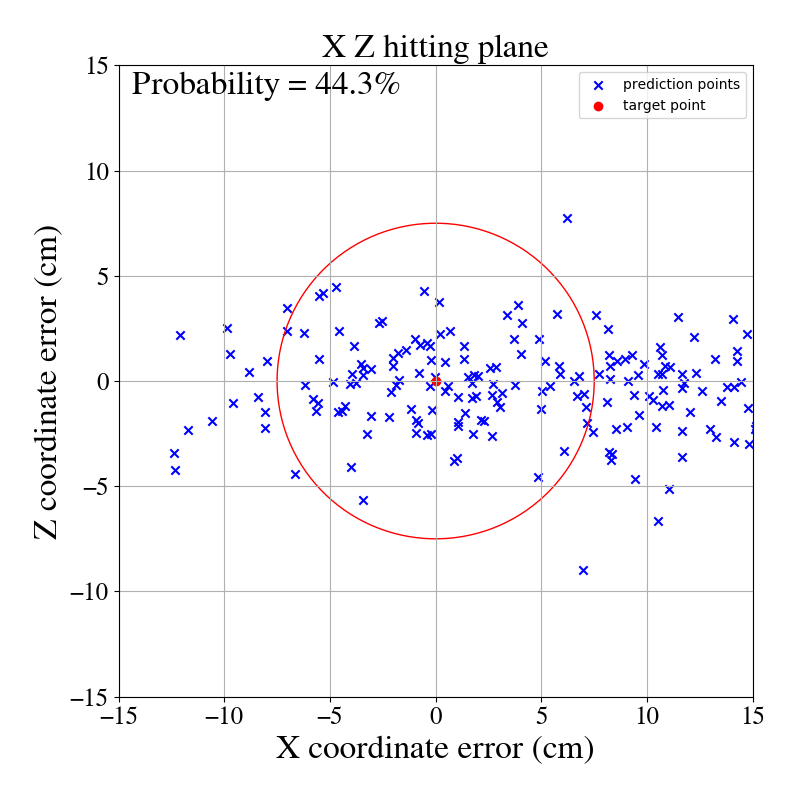 X Z hitting plane
Probability = 44.3%
prediction points
target point
Z coordinate error (cm)
15
10
5
0
−5
−10
−15
−15 −10 −5 0 5 10 15
X coordinate error (cm)